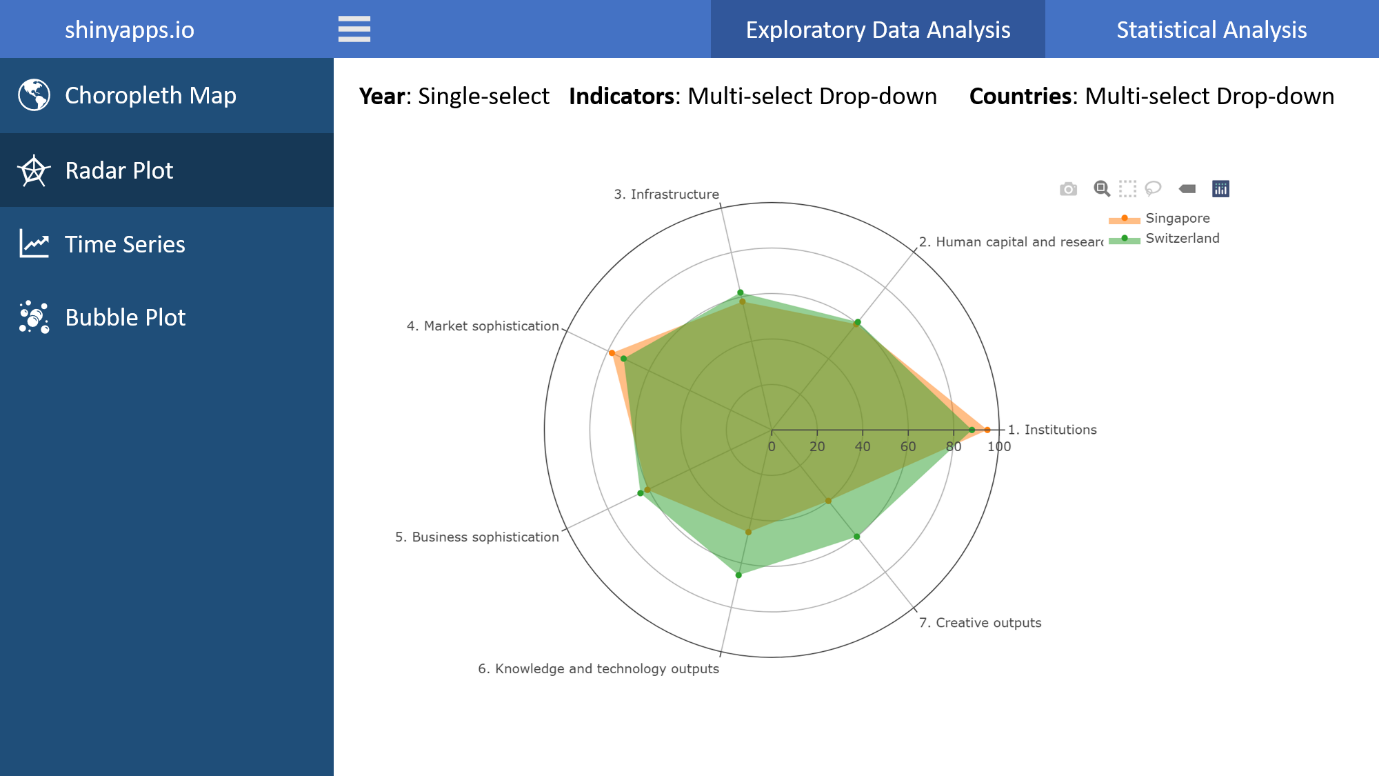 shinyapps.io
Exploratory Data Analysis
Statistical Analysis
Choropleth Map
Radar Plot
Time Series
Bubble Plot
Year: Single-select
Indicators: Multi-select Drop-down
Countries: Multi-select Drop-down
3. Infrastructure
Singapore
2. Human capital and researc
Switzerland
4. Market sophistication
1. Institutions
0 20 40 60 80 100
5. Business sophistication
7. Creative outputs
6. Knowledge and technology outputs